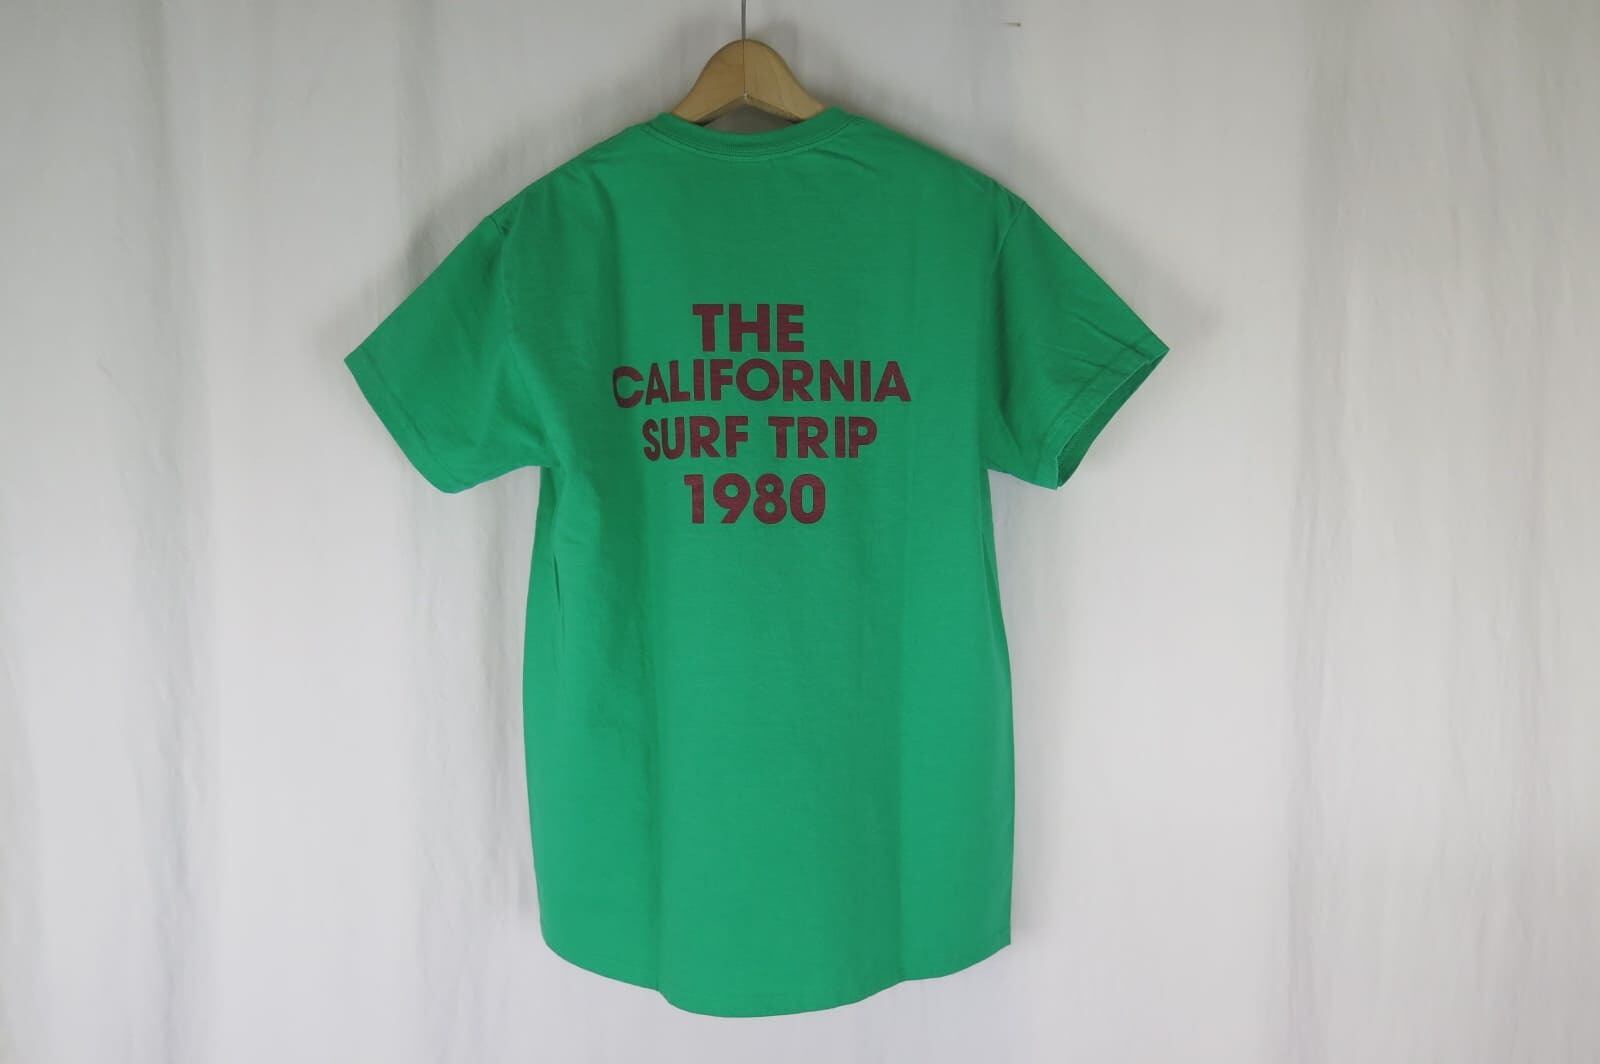 THE
CALIFORNIA
SURF TRIP
1980